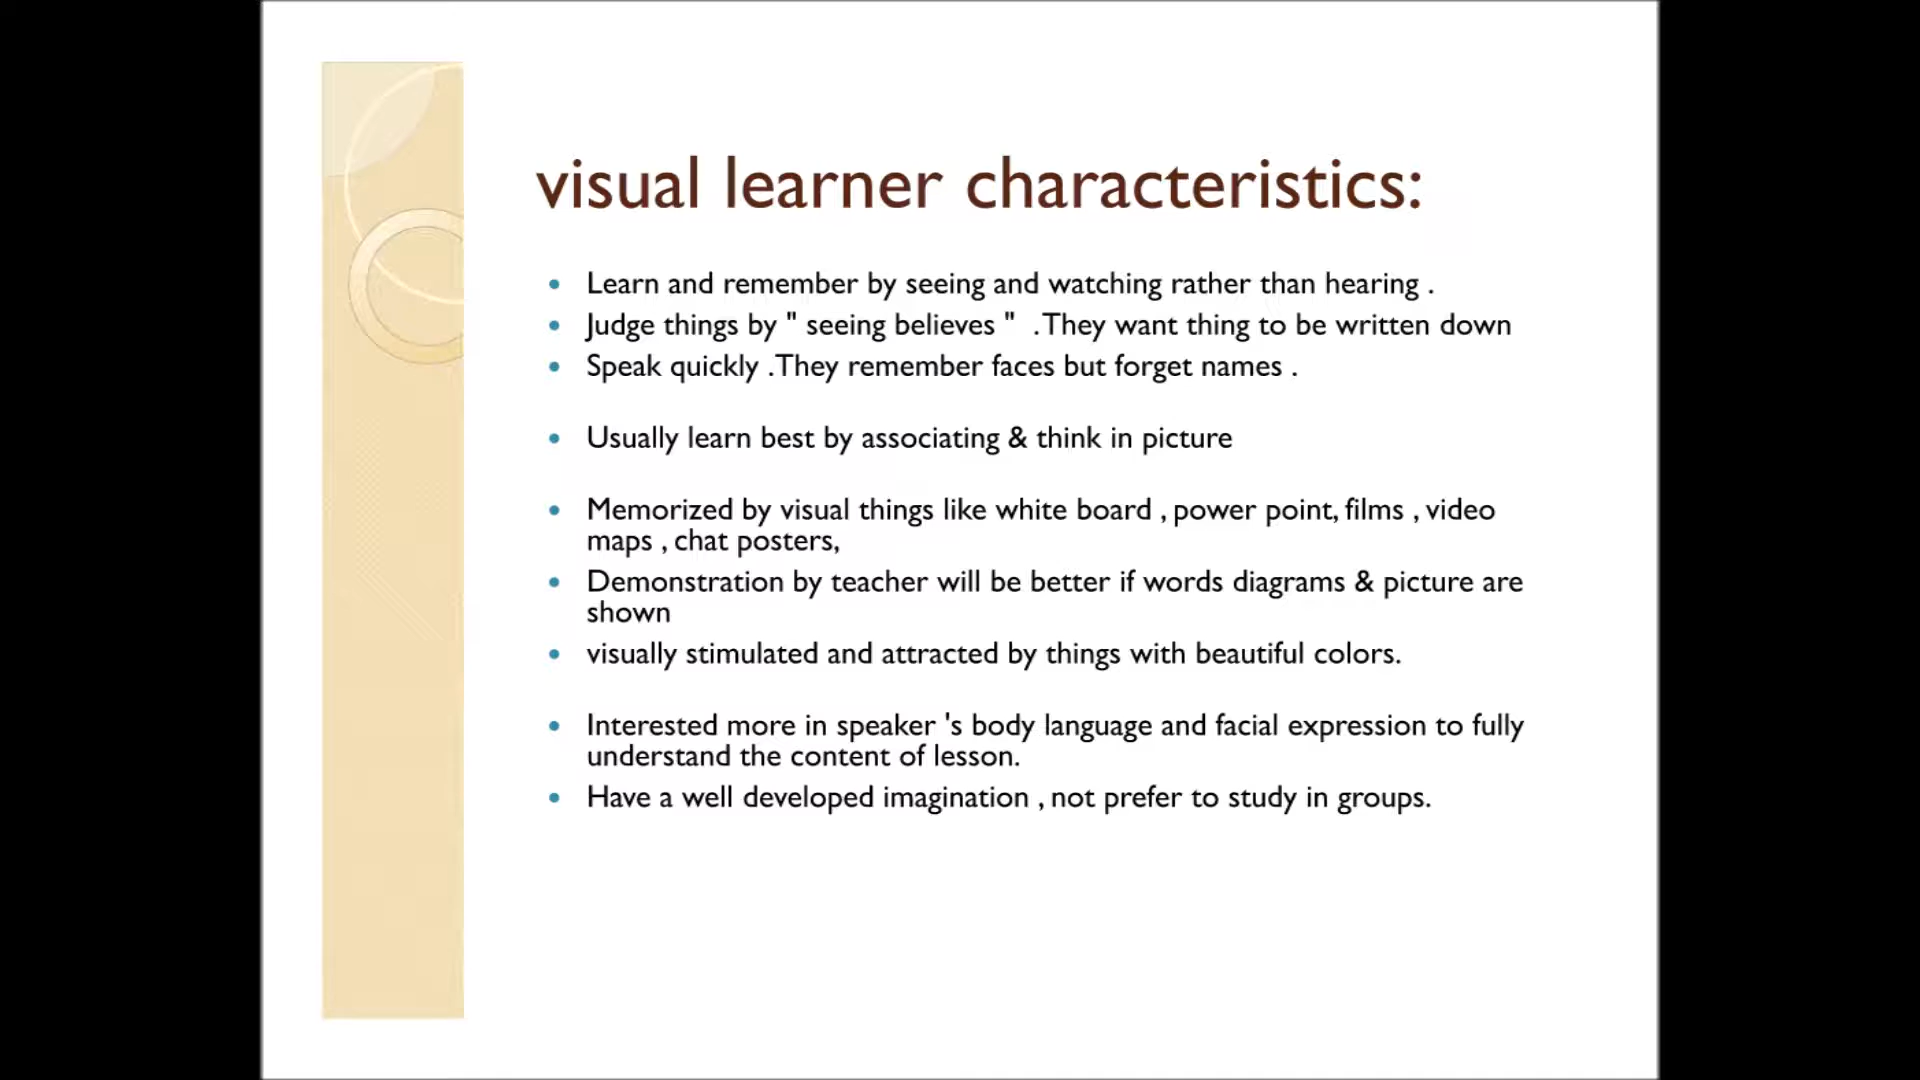 visual learner characteristics:
• Learn and remember by seeing and watching rather than hearing .
• Judge things by " seeing believes "  .They want thing to be written down
• Speak quickly .They remember faces but forget names .
• Usually learn best by associating & think in picture
• Memorized by visual things like white board , power point, films , video
maps , chat posters,
• Demonstration by teacher will be better if words diagrams & picture are
shown
• visually stimulated and attracted by things with beautiful colors.
• Interested more in speaker 's body language and facial expression to fully
understand the content of lesson.
• Have a well developed imagination , not prefer to study in groups.